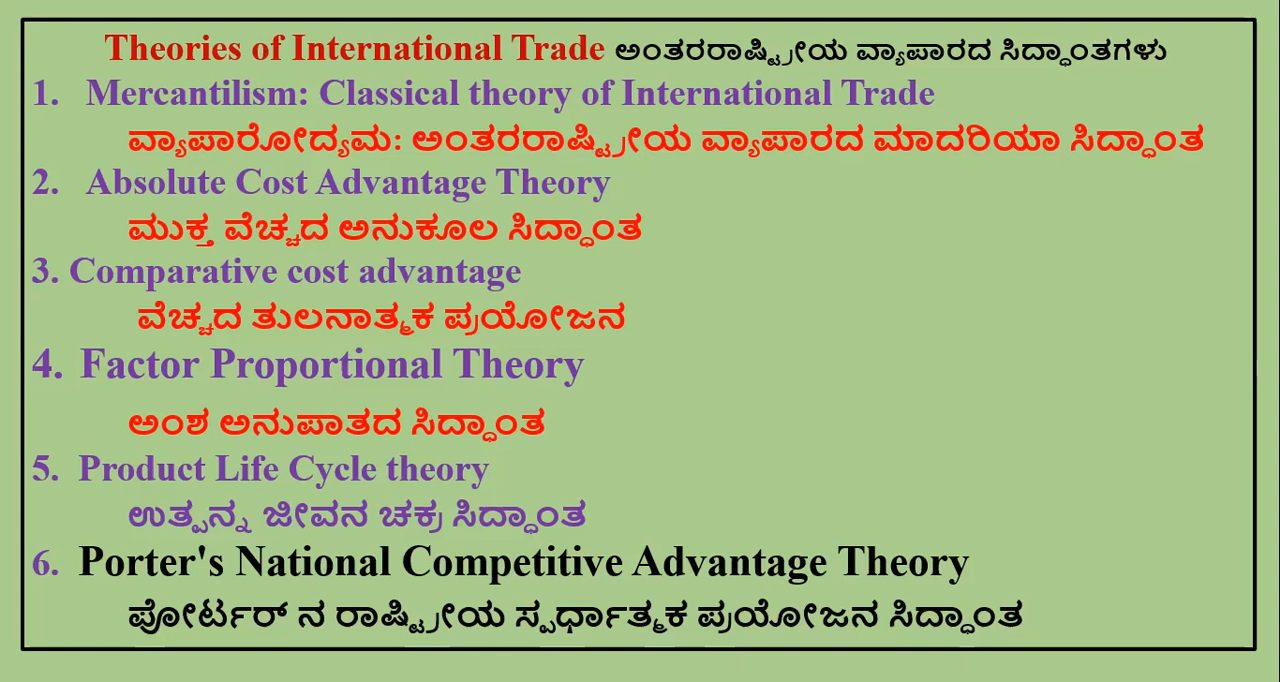 Theories of International Trade ಅಂತರರಾಷ್ಟ್ರೀಯ ವ್ಯಾಪಾರದ ಸಿದ್ಧಾಂತಗಳು
1. Mercantilism: Classical theory of International Trade
ವ್ಯಾಪಾರೋದ್ಯಮ: ಅಂತರರಾಷ್ಟ್ರೀಯ ವ್ಯಾಪಾರದ ಮಾದರಿಯಾ ಸಿದ್ಧಾಂತ
2. Absolute Cost Advantage Theory
ಮುಕ್ತ ವೆಚ್ಚದ ಅನುಕೂಲ ಸಿದ್ಧಾಂತ
3. Comparative cost advantage
ವೆಚ್ಚದ ತುಲನಾತ್ಮಕ ಪ್ರಯೋಜನ
4. Factor Proportional Theory
ಅಂಶ ಅನುಪಾತದ ಸಿದ್ಧಾಂತ
5. Product Life Cycle theory
ಉತ್ಪನ್ನ ಜೀವನ ಚಕ್ರ ಸಿದ್ಧಾಂತ
6. Porter's National Competitive Advantage Theory
ಪೋರ್ಟರ್ ನ ರಾಷ್ಟ್ರೀಯ ಸ್ಪರ್ಧಾತ್ಮಕ ಪ್ರಯೋಜನ ಸಿದ್ಧಾಂತ